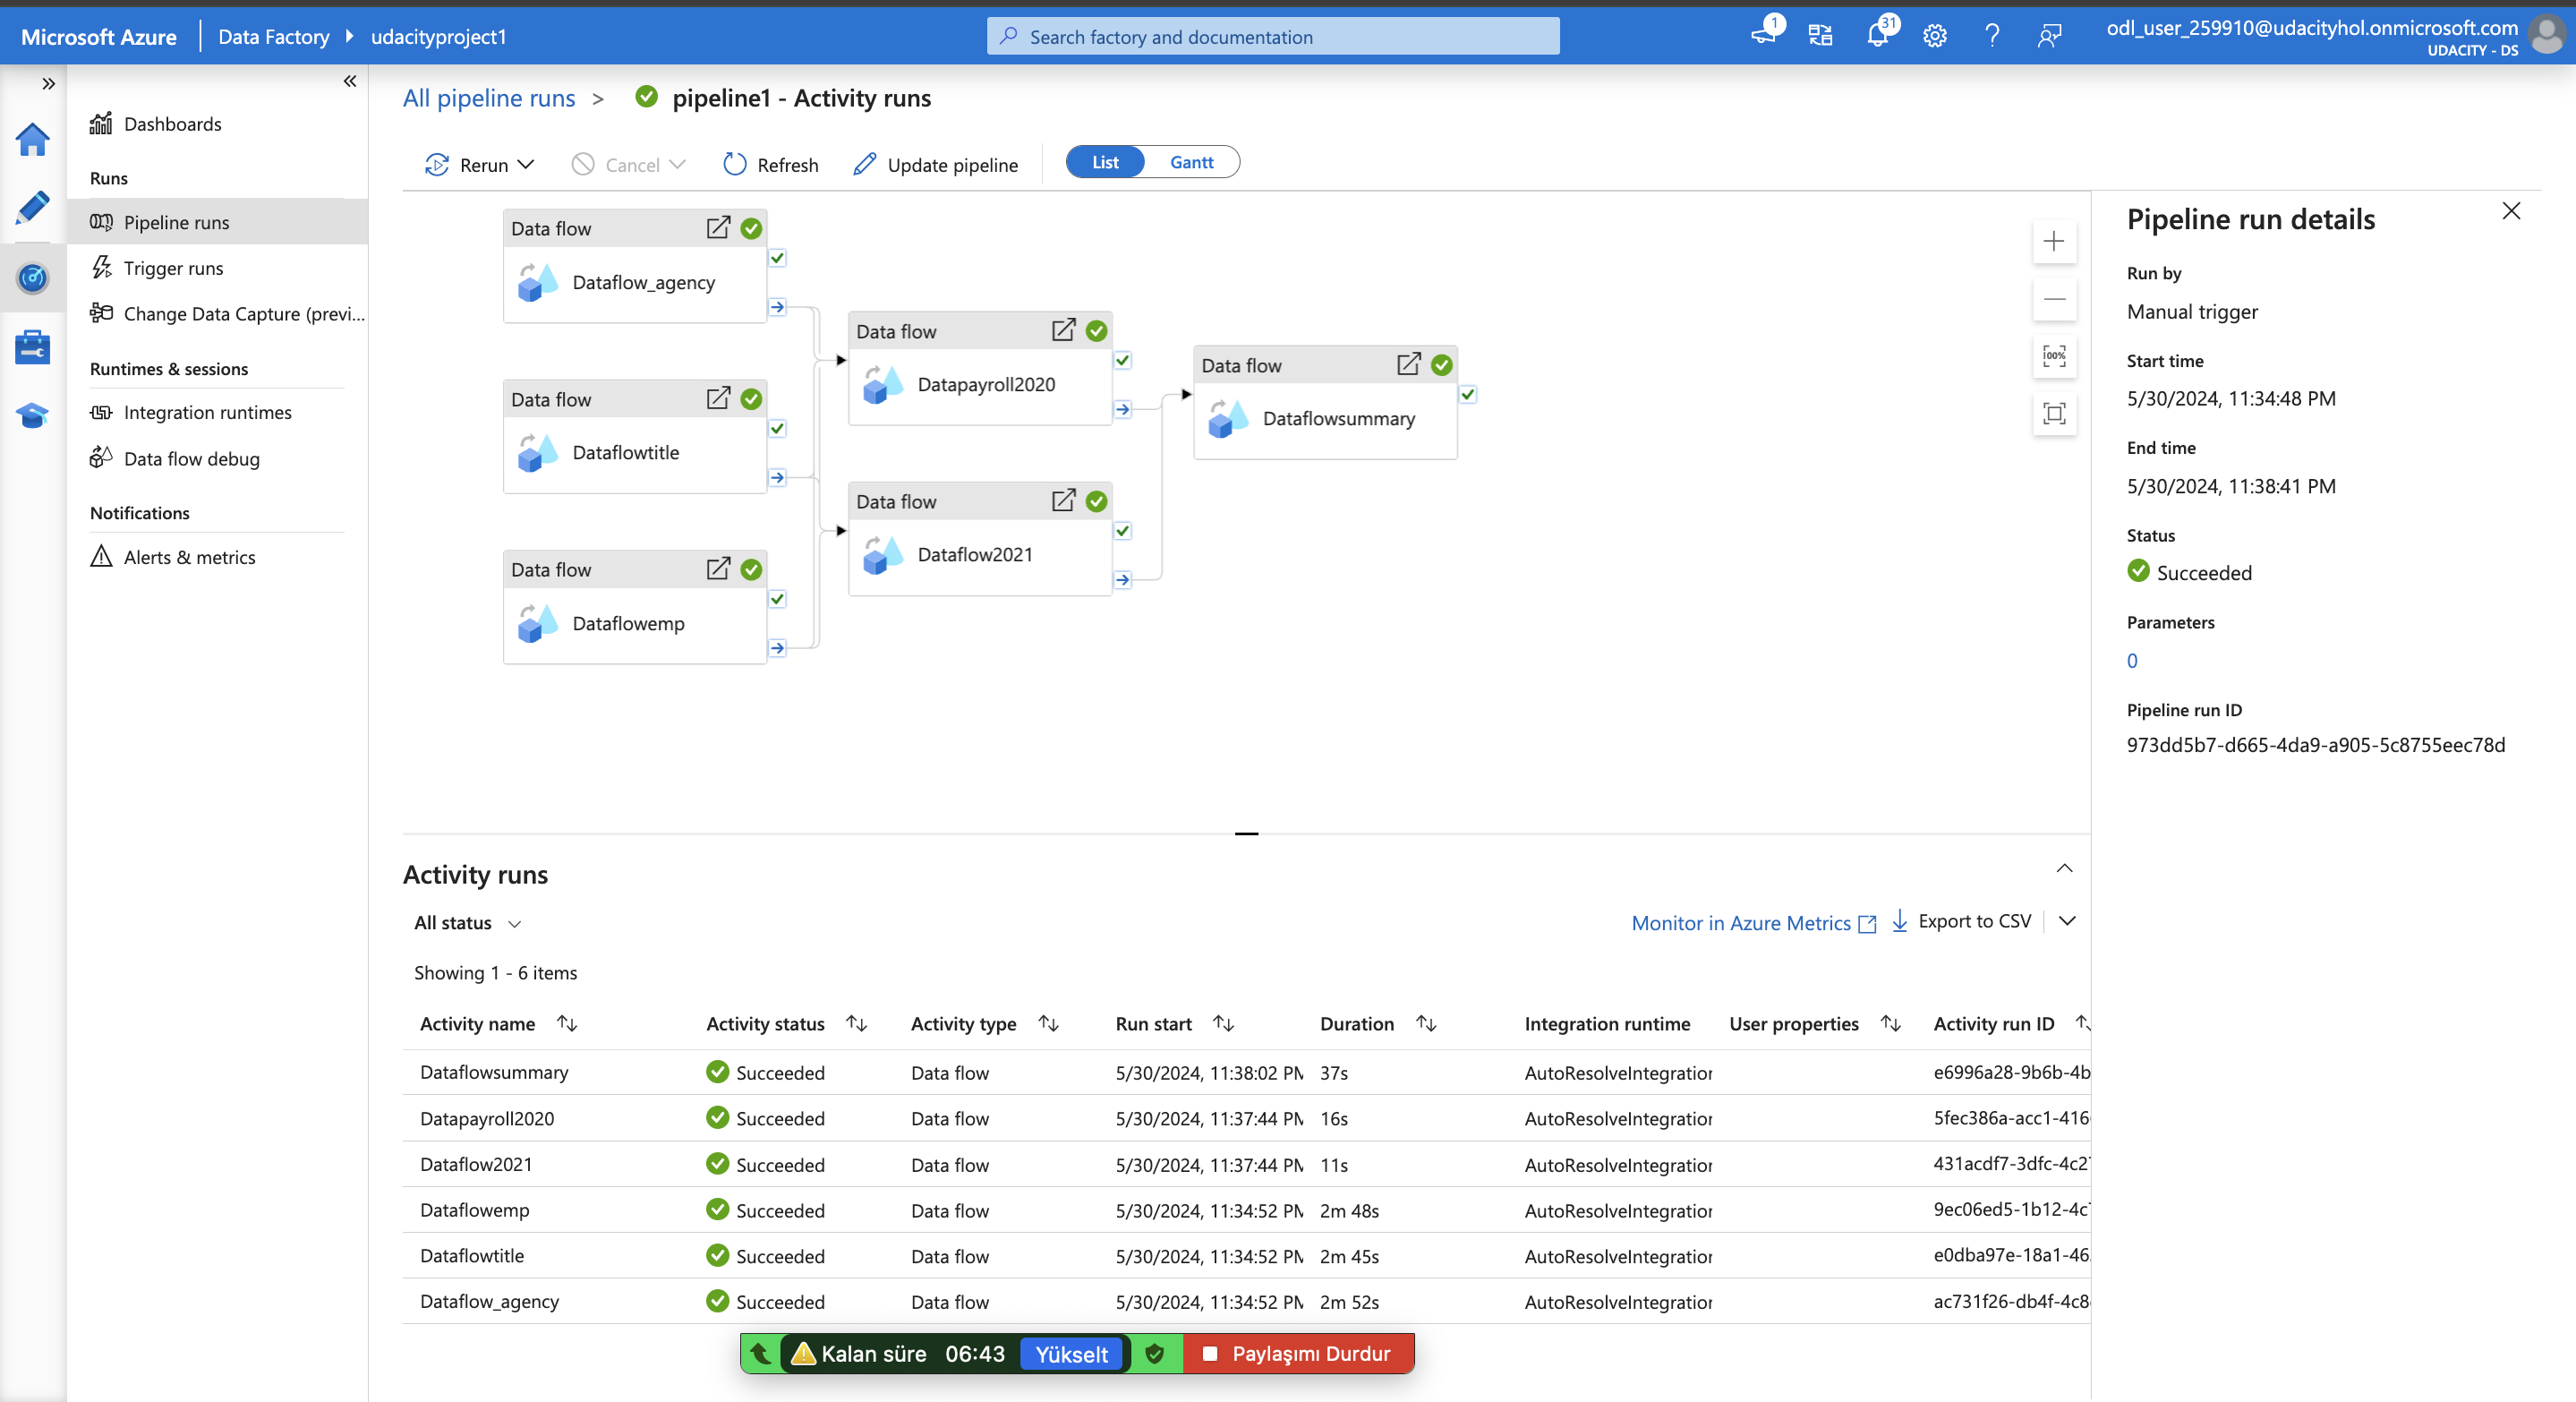 Microsoft Azure
Data Factory
udacityproject1
Search factory and documentation
1
31
odl_user_259910@udacityhol.onmicrosoft.com
UDACITY - DS
Dashboards
Runs
Pipeline runs
Trigger runs
Change Data Capture (previ...
Runtimes & sessions
Integration runtimes
Data flow debug
Notifications
Alerts & metrics
All pipeline runs > pipeline1 - Activity runs
Rerun
Cancel
Refresh
Update pipeline
List
Gantt
Data flow
Dataflow_agency
Data flow
Dataflowtitle
Data flow
Dataflowemp
Data flow
Datapayroll2020
Data flow
Dataflow2021
Data flow
Dataflowsummary
100%
Pipeline run details
Run by
Manual trigger
Start time
5/30/2024, 11:34:48 PM
End time
5/30/2024, 11:38:41 PM
Status
Succeeded
Parameters
0
Pipeline run ID
973dd5b7-d665-4da9-a905-5c8755eec78d
Activity runs
All status
Monitor in Azure Metrics
Export to CSV
Showing 1 - 6 items
Activity name Activity status Activity type Run start Duration Integration runtime User properties Activity run ID
Dataflowsummary Succeeded Data flow 5/30/2024, 11:38:02 PM 37s AutoResolveIntegration e6996a28-9b6b-4b
Datapayroll2020 Succeeded Data flow 5/30/2024, 11:37:44 PM 16s AutoResolveIntegration 5fec386a-acc1-416
Dataflow2021 Succeeded Data flow 5/30/2024, 11:37:44 PM 11s AutoResolveIntegration 431acdf7-3dfc-4c2
Dataflowemp Succeeded Data flow 5/30/2024, 11:34:52 PM 2m 48s AutoResolveIntegration 9ec06ed5-1b12-4c
Dataflowtitle Succeeded Data flow 5/30/2024, 11:34:52 PM 2m 45s AutoResolveIntegration e0dba97e-18a1-46
Dataflow_agency Succeeded Data flow 5/30/2024, 11:34:52 PM 2m 52s AutoResolveIntegration ac731f26-db4f-4c8
Kalan süre 06:43 Yükselt Paylaşımı Durdur